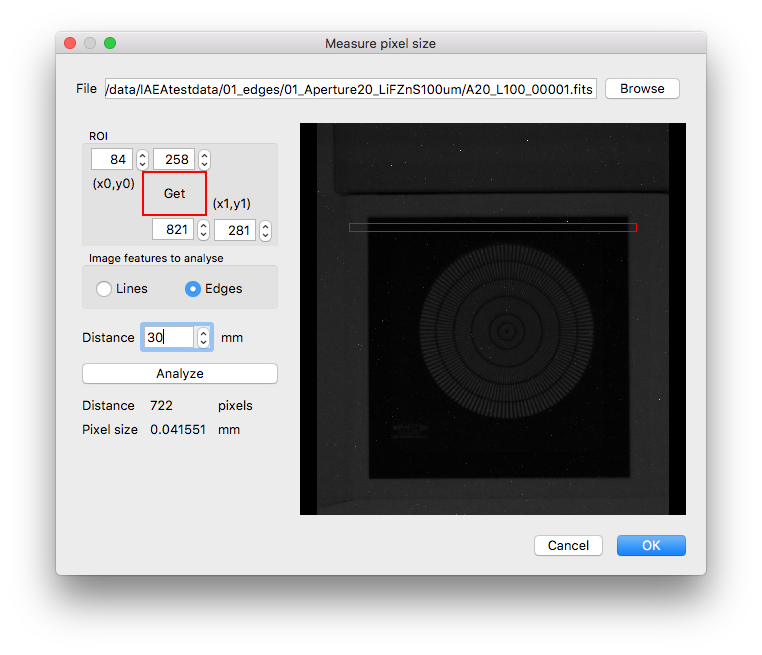 Measure pixel size
File /data/IAEAtestdata/01_edges/01_Aperture20_LiFZnS100um/A20_L100_00001.fits Browse
ROI
84 258
(x0,y0) Get (x1,y1)
821 281
Image features to analyse
Lines Edges
Distance 30 mm
Analyze
Distance 722 pixels
Pixel size 0.041551 mm
Cancel OK